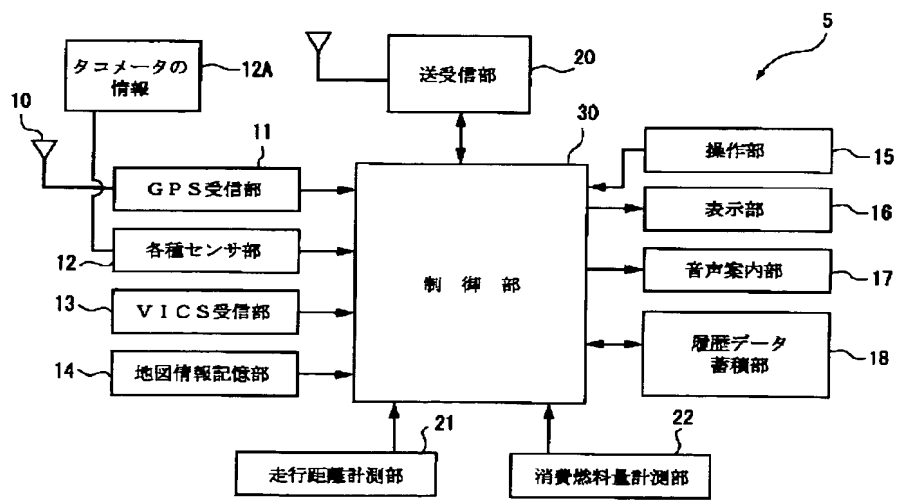 5
タコメータの
情報
12A
送受信部
20
10
11
30
GPS受信部
操作部
15
表示部
16
各種センサ部
12
制御部
音声案内部
17
13
VICS受信部
履歴データ
蓄積部
18
14
地図情報記憶部
21
22
走行距離計測部
消費燃料量計測部